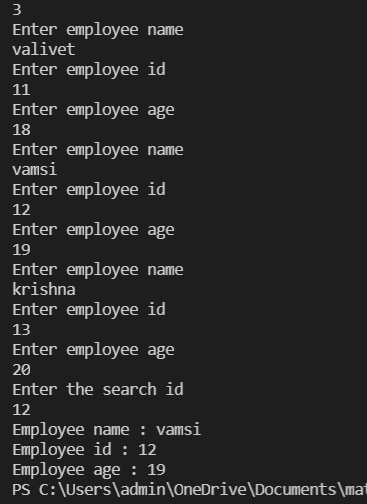 3
Enter employee name
valivet
Enter employee id
11
Enter employee age
18
Enter employee name
vamsi
Enter employee id
12
Enter employee age
19
Enter employee name
krishna
Enter employee id
13
Enter employee age
20
Enter the search id
12
Employee name : vamsi
Employee id : 12
Employee age : 19
PS C:\Users\admin\OneDrive\Documents\mat